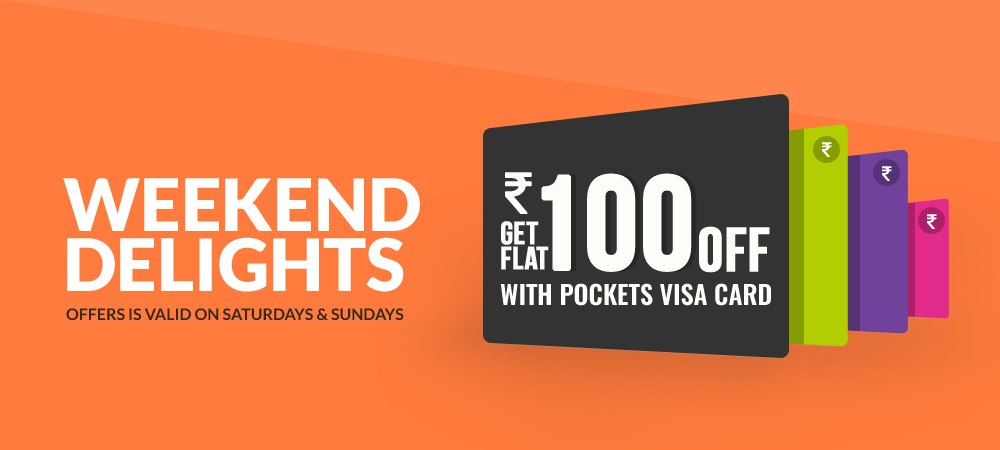 WEEKEND
DELIGHTS
OFFERS IS VALID ON SATURDAYS & SUNDAYS
₹
GET
FLAT
100 OFF
WITH POCKETS VISA CARD
₹
₹
₹